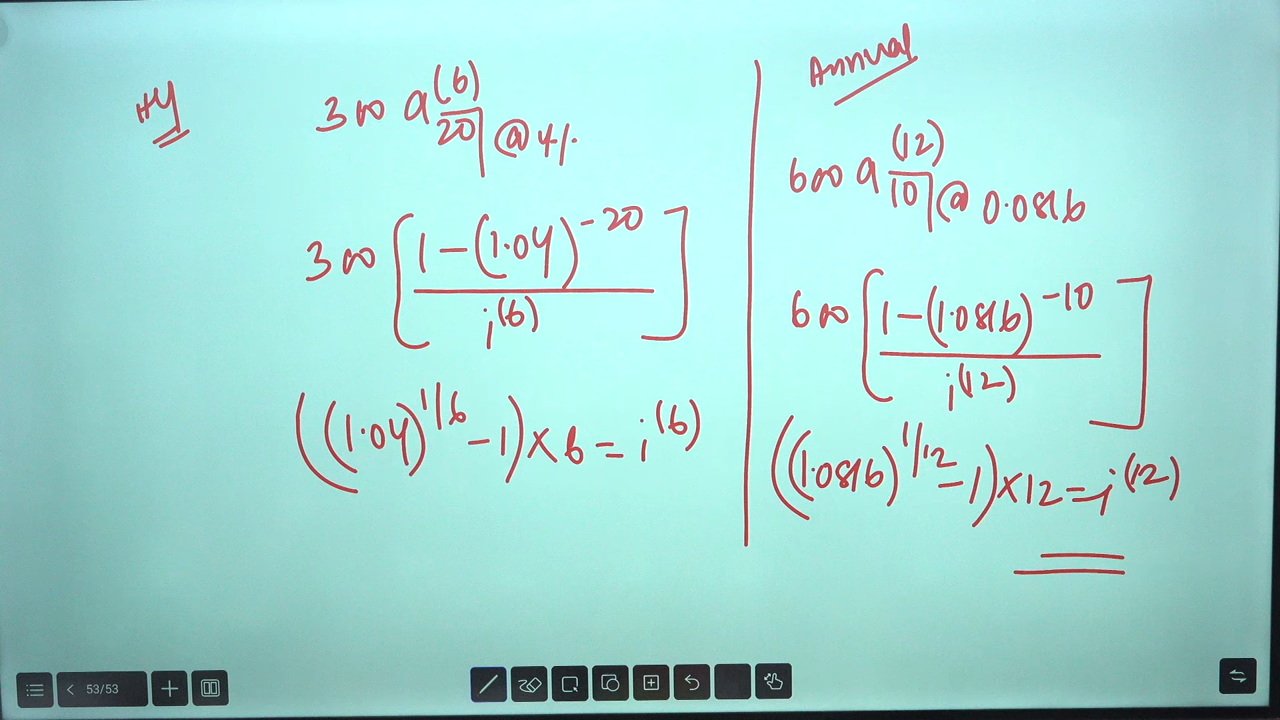 HY
300 a(6)20| @ 4%
300 [1-(1.04)^-20 / i(6)]
((1.04)^1/6 - 1) × 6 = i(6)
Annual
600 a(12)10| @ 0.0816
600 [1-(1.0816)^-10 / i(12)]
((1.0816)^1/12 - 1) × 12 = i(12)
53/53